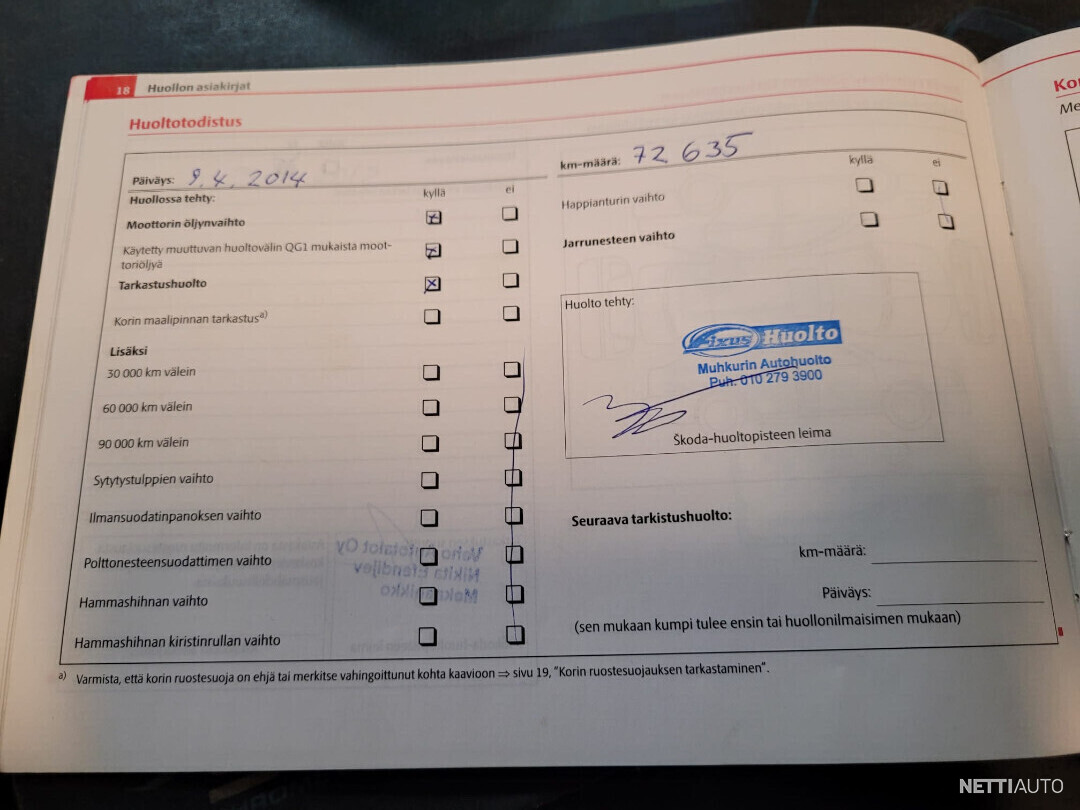 18 Huollon asiakirjat
Huoltotodistus
Päiväys: 9.4. 2014
Huollossa tehty: kyllä ei
Moottorin öljynvaihto
Käytetty muuttuvan huoltovälin QG1 mukaista moot-
toriöljyä
Tarkastushuolto
Korin maalipinnan tarkastus a)
Lisäksi
30 000 km välein
60 000 km välein
90 000 km välein
Sytytystulppien vaihto
Ilmansuodatinpanoksen vaihto
Polttonesteensuodattimen vaihto
Hammashihnan vaihto
Hammashihnan kiristinrullan vaihto
km-määrä: 72 635
kyllä ei
Happianturin vaihto
Jarrunesteen vaihto
Huolto tehty:
Fixus Huolto
Muhkurin Autohuolto
Puh. 010 279 3900
Škoda-huoltopisteen leima
Seuraava tarkistushuolto:
km-määrä:
Päiväys:
(sen mukaan kumpi tulee ensin tai huollonilmaisimen mukaan)
a) Varmista, että korin ruostesuoja on ehjä tai merkitse vahingoittunut kohta kaavioon ⇒ sivu 19, "Korin ruostesuojauksen tarkastaminen".
NETTIAUTO